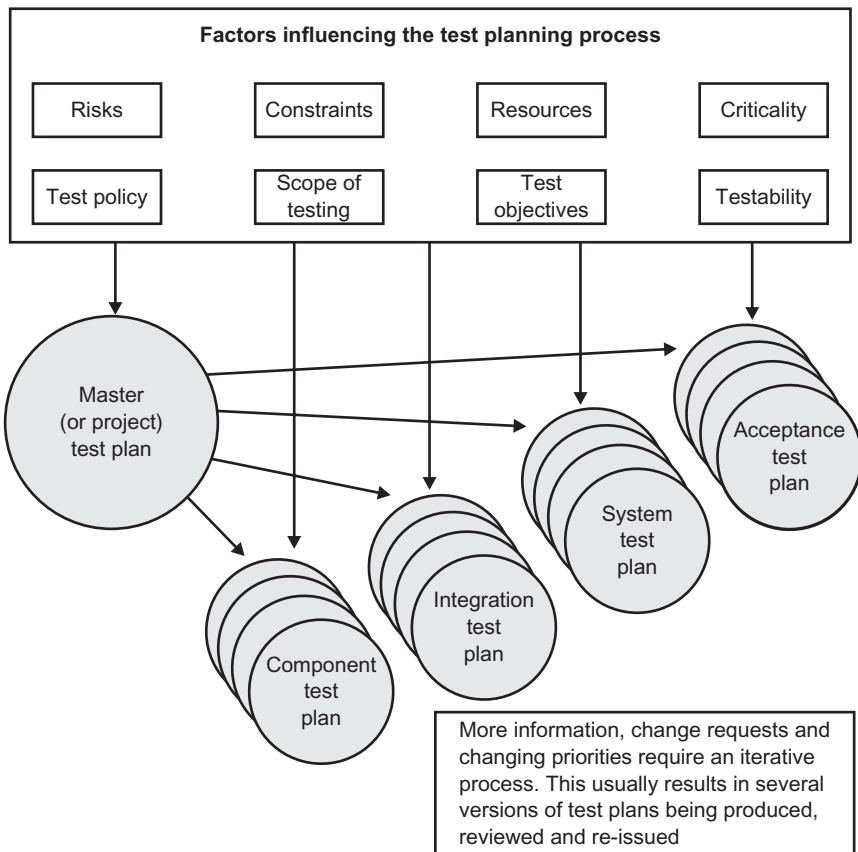 Factors influencing the test planning process
Risks
Constraints
Resources
Criticality
Test policy
Scope of
testing
Test
objectives
Testability
Master
(or project)
test plan
Acceptance
test
plan
System
test
plan
Integration
test
plan
Component
test
plan
More information, change requests and
changing priorities require an iterative
process. This usually results in several
versions of test plans being produced,
reviewed and re-issued